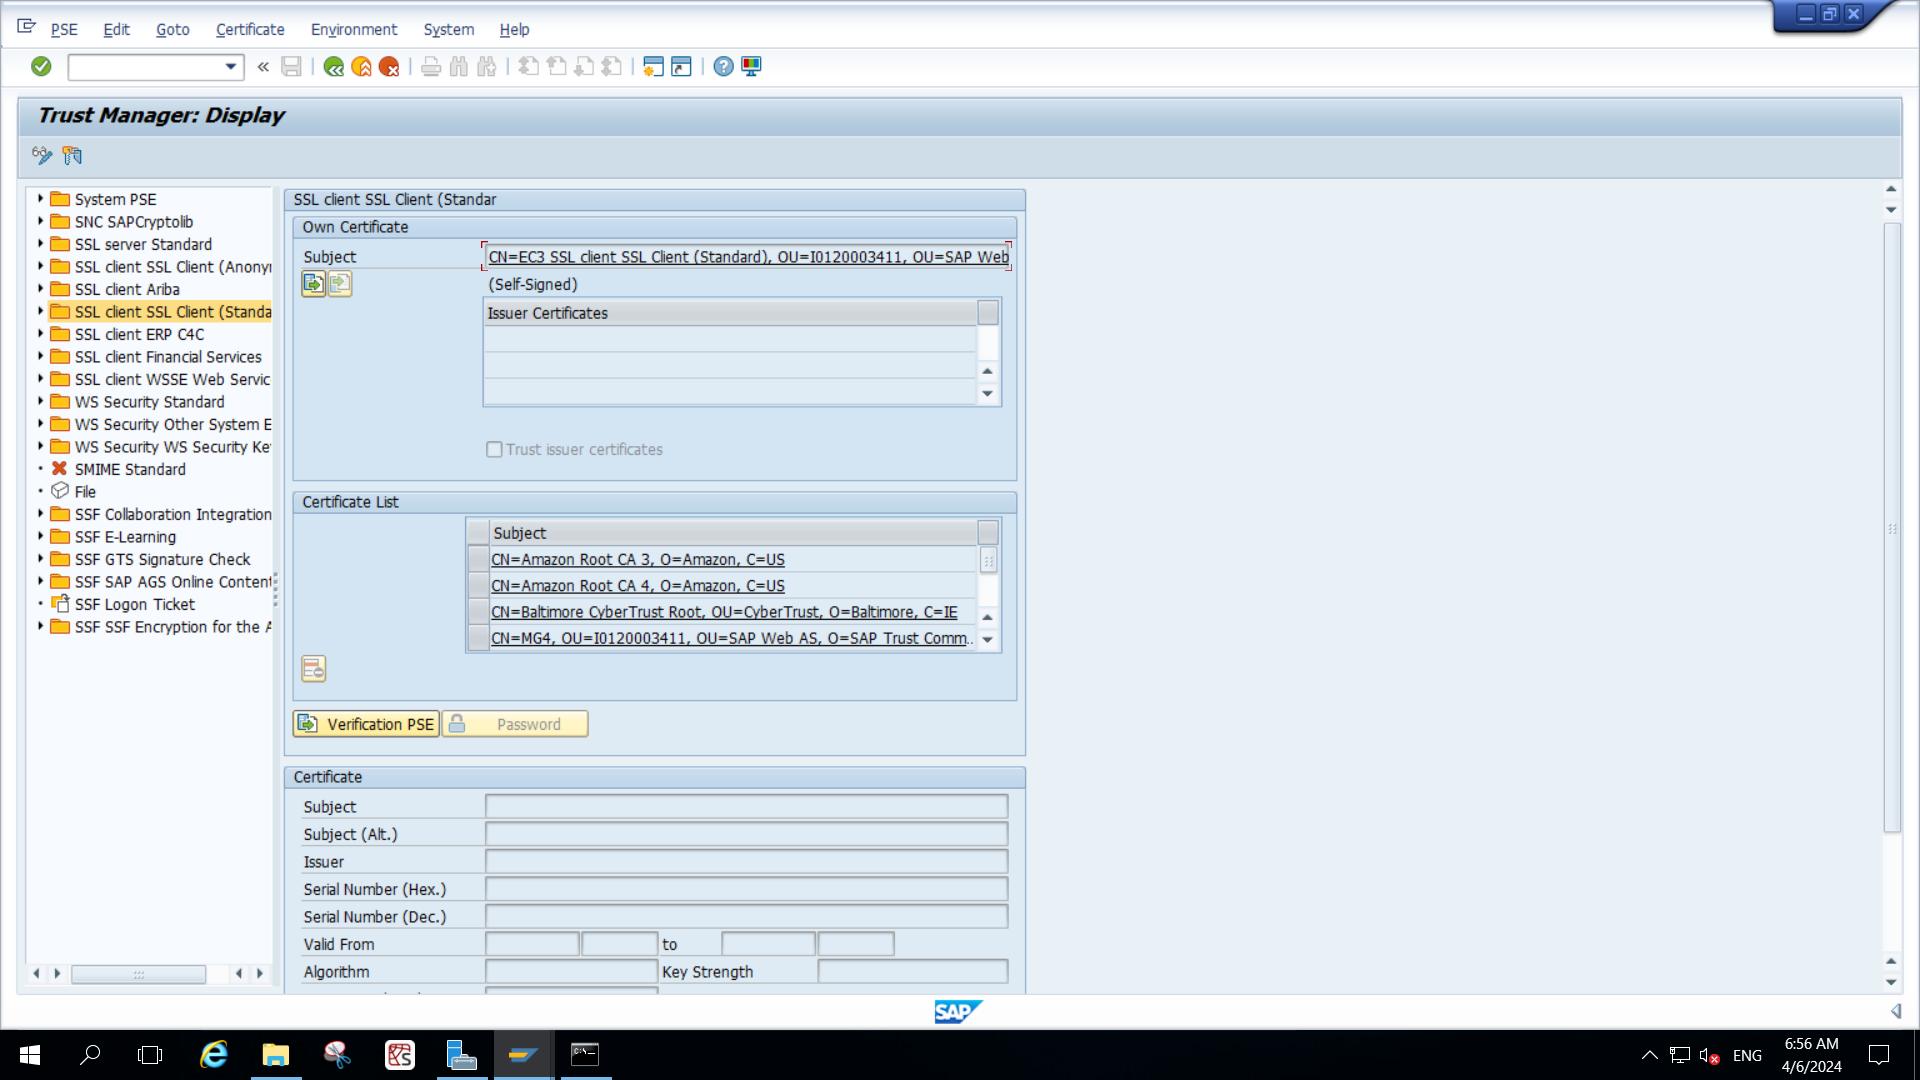 PSE Edit Goto Certificate Environment System Help
Trust Manager: Display
System PSE
SNC SAPCryptolib
SSL server Standard
SSL client SSL Client (Anony
SSL client Ariba
SSL client SSL Client (Standa
SSL client ERP C4C
SSL client Financial Services
SSL client WSSE Web Servic
WS Security Standard
WS Security Other System E
WS Security WS Security Ke
SMIME Standard
File
SSF Collaboration Integration
SSF E-Learning
SSF GTS Signature Check
SSF SAP AGS Online Content
SSF Logon Ticket
SSF SSF Encryption for the A
SSL client SSL Client (Standar
Own Certificate
Subject CN=EC3 SSL client SSL Client (Standard), OU=I0120003411, OU=SAP Web
(Self-Signed)
Issuer Certificates
Trust issuer certificates
Certificate List
Subject
CN=Amazon Root CA 3, O=Amazon, C=US
CN=Amazon Root CA 4, O=Amazon, C=US
CN=Baltimore CyberTrust Root, OU=CyberTrust, O=Baltimore, C=IE
CN=MG4, OU=I0120003411, OU=SAP Web AS, O=SAP Trust Comm..
Verification PSE Password
Certificate
Subject
Subject (Alt.)
Issuer
Serial Number (Hex.)
Serial Number (Dec.)
Valid From to
Algorithm Key Strength
SAP
ENG
6:56 AM
4/6/2024